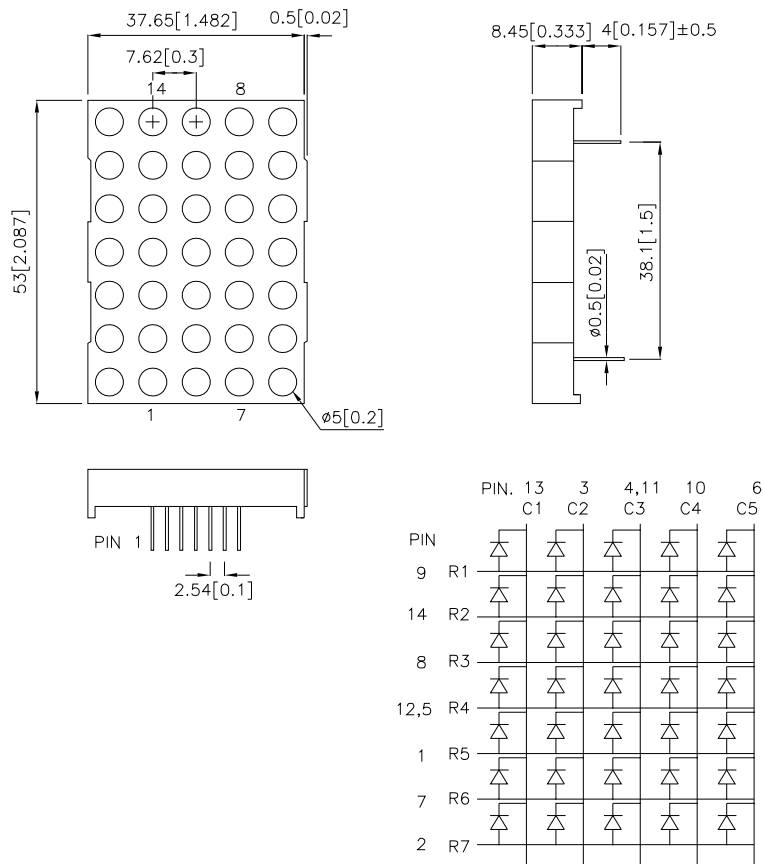 37.65[1.482]
0.5[0.02]
8.45[0.333]
4[0.157]±0.5
7.62[0.3]
14
8
53[2.087]
38.1[1.5]
ø0.5[0.02]
1
7
ø5[0.2]
PIN 1
2.54[0.1]
PIN. 13 3 4,11 10 6
C1 C2 C3 C4 C5
PIN
9 R1
14 R2
8 R3
12,5 R4
1 R5
7 R6
2 R7